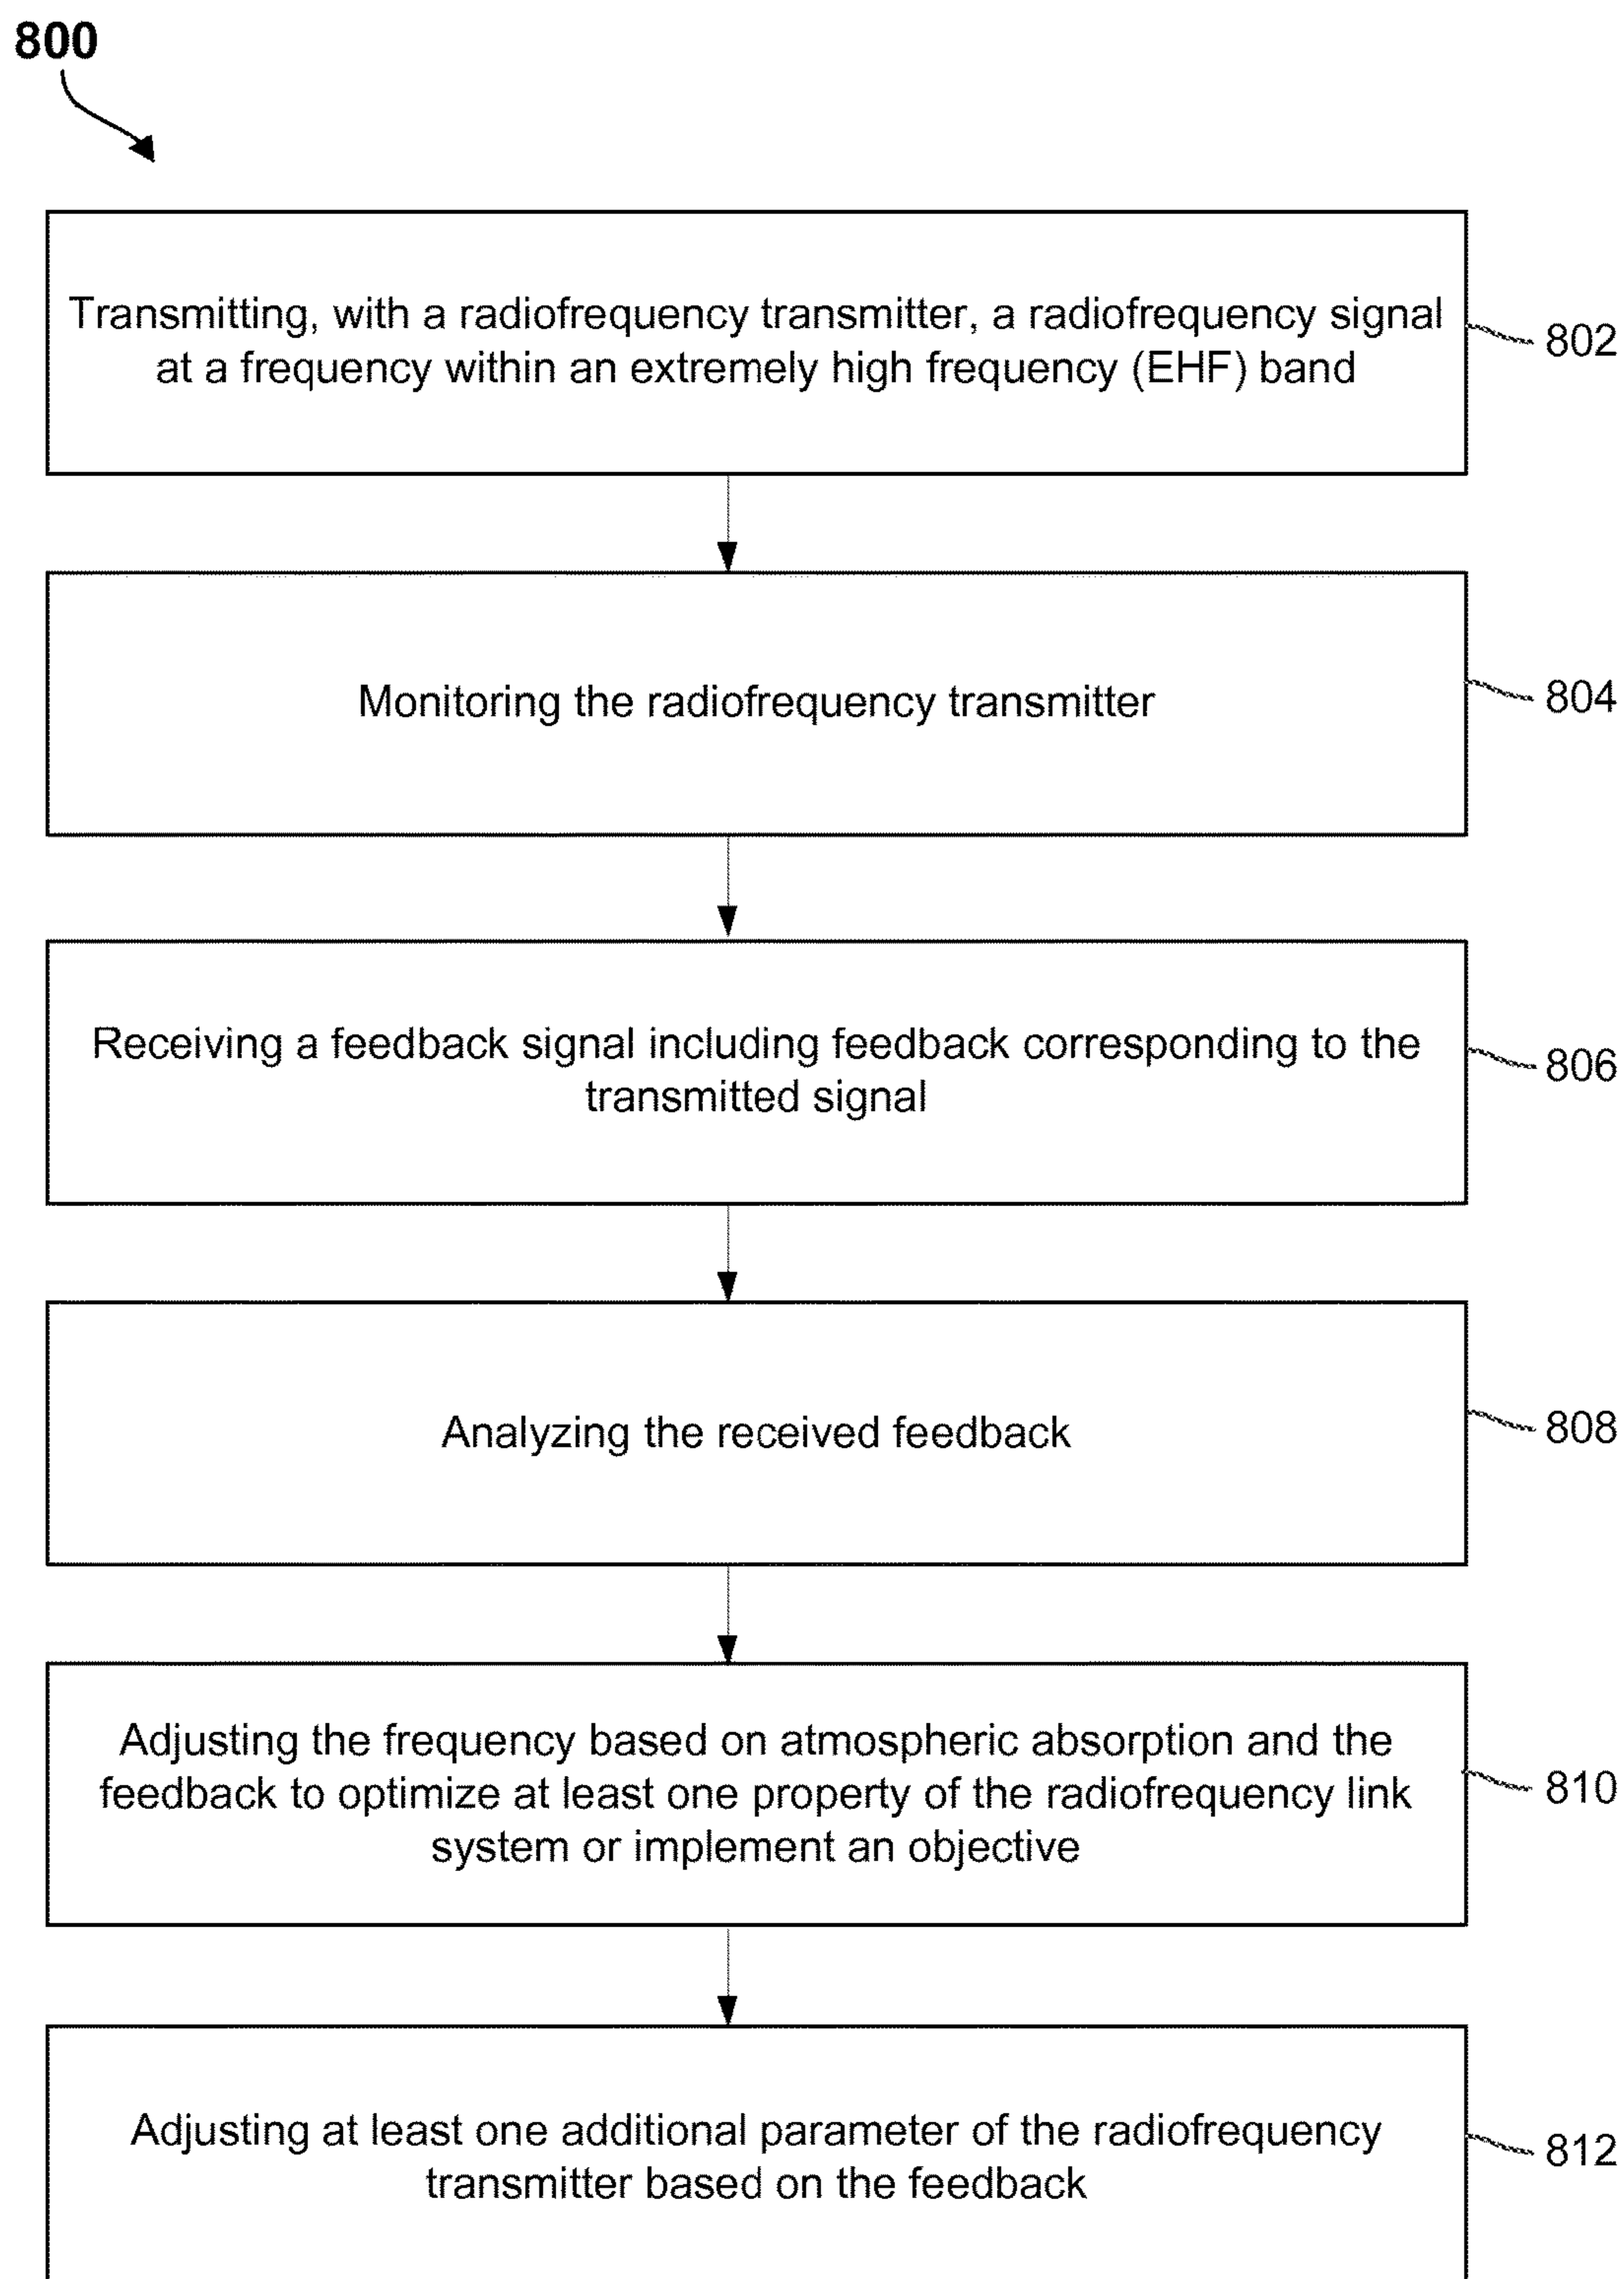 800
Transmitting, with a radiofrequency transmitter, a radiofrequency signal
at a frequency within an extremely high frequency (EHF) band
802
Monitoring the radiofrequency transmitter
804
Receiving a feedback signal including feedback corresponding to the
transmitted signal
806
Analyzing the received feedback
808
Adjusting the frequency based on atmospheric absorption and the
feedback to optimize at least one property of the radiofrequency link
system or implement an objective
810
Adjusting at least one additional parameter of the radiofrequency
transmitter based on the feedback
812